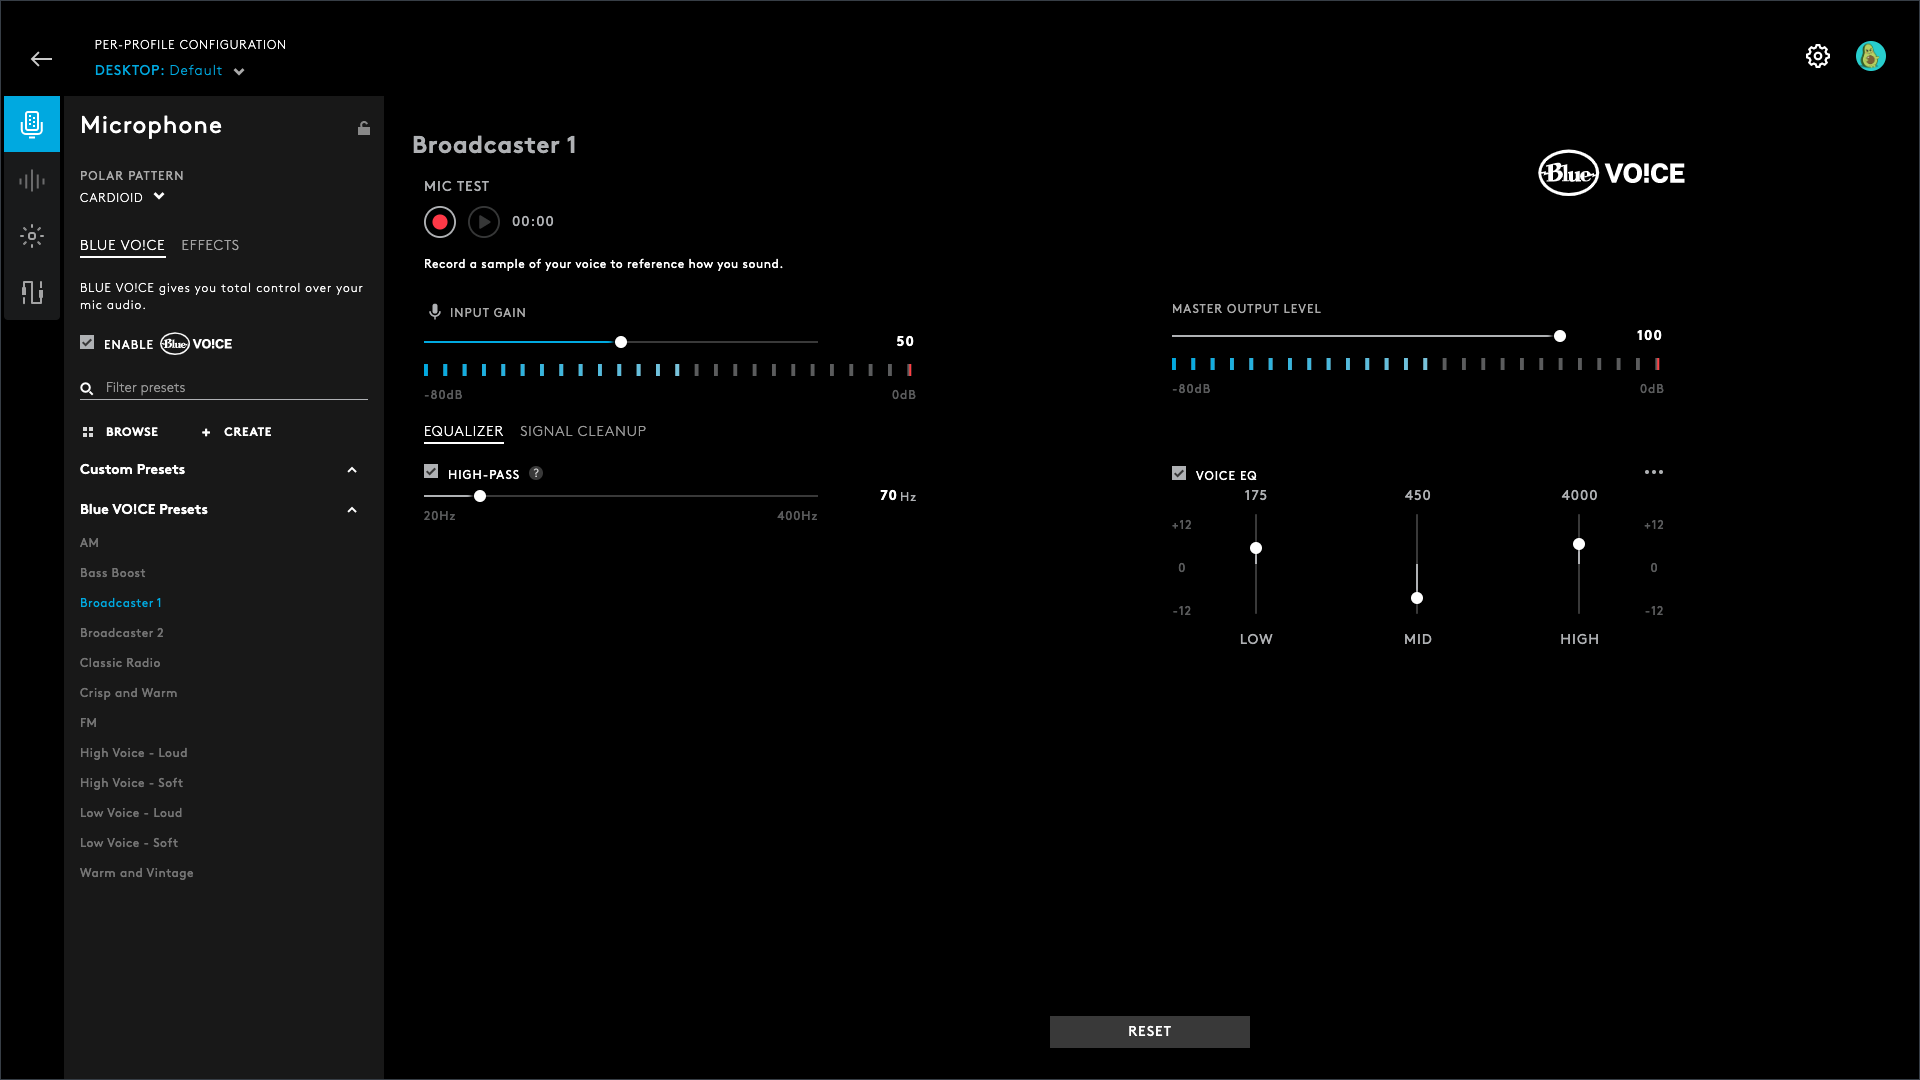 PER-PROFILE CONFIGURATION
DESKTOP: Default
Microphone
POLAR PATTERN
CARDIOID
BLUE VO!CE EFFECTS
BLUE VO!CE gives you total control over your
mic audio.
ENABLE Blue VO!CE
Filter presets
BROWSE + CREATE
Custom Presets
Blue VO!CE Presets
AM
Bass Boost
Broadcaster 1
Broadcaster 2
Classic Radio
Crisp and Warm
FM
High Voice - Loud
High Voice - Soft
Low Voice - Loud
Low Voice - Soft
Warm and Vintage
Broadcaster 1
Blue VO!CE
MIC TEST
00:00
Record a sample of your voice to reference how you sound.
INPUT GAIN
50
-80dB 0dB
MASTER OUTPUT LEVEL
100
-80dB 0dB
EQUALIZER SIGNAL CLEANUP
HIGH-PASS ?
70 Hz
20Hz 400Hz
VOICE EQ
175 450 4000
+12 +12
0 0
-12 -12
LOW MID HIGH
RESET